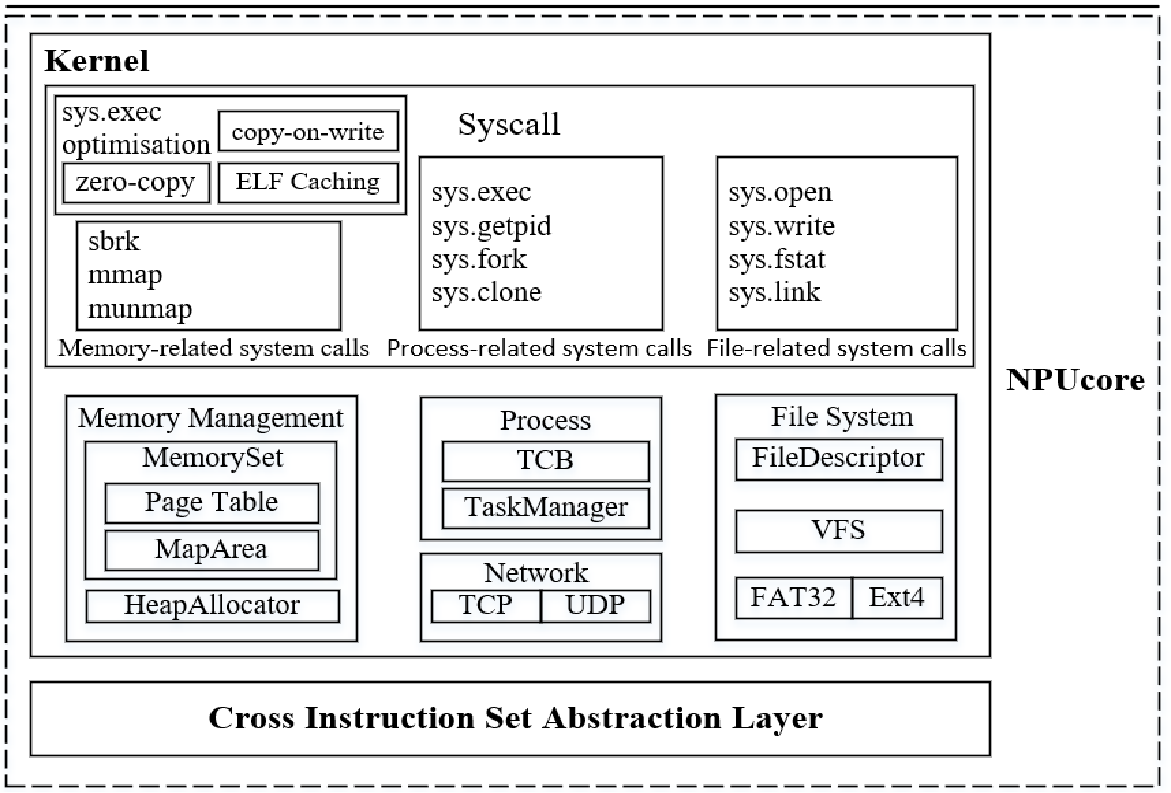 Kernel
sys.exec
optimisation
copy-on-write
zero-copy
ELF Caching
Syscall
sbrk
mmap
munmap
sys.exec
sys.getpid
sys.fork
sys.clone
sys.open
sys.write
sys.fstat
sys.link
Memory-related system calls
Process-related system calls
File-related system calls
NPUcore
Memory Management
MemorySet
Page Table
MapArea
HeapAllocator
Process
TCB
TaskManager
Network
TCP
UDP
File System
FileDescriptor
VFS
FAT32
Ext4
Cross Instruction Set Abstraction Layer